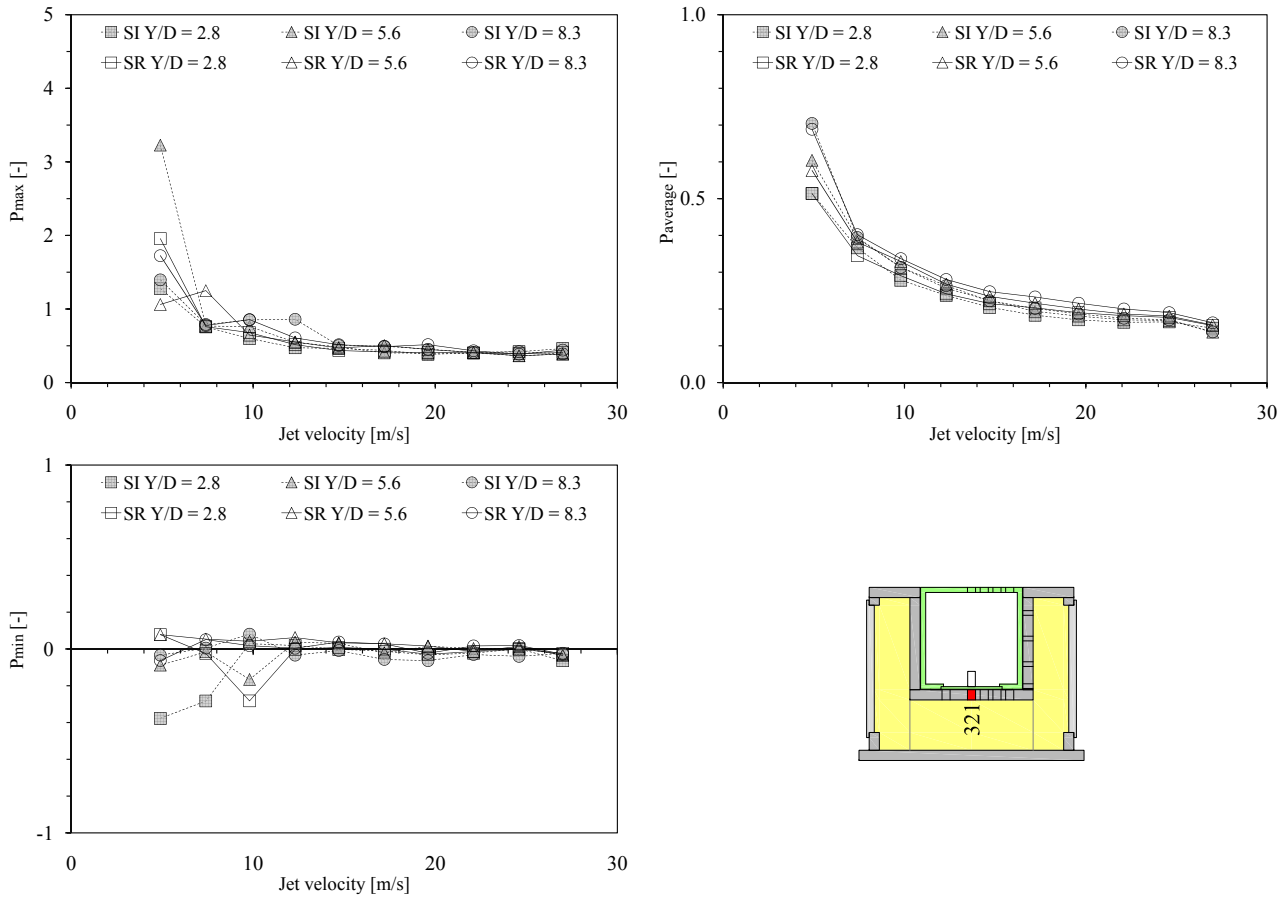 5
4
3
2
1
0
Pmax [-]
SI Y/D = 2.8 SI Y/D = 5.6 SI Y/D = 8.3
SR Y/D = 2.8 SR Y/D = 5.6 SR Y/D = 8.3
0 10 20 30
Jet velocity [m/s]
1.0
0.5
0.0
Paverage [-]
SI Y/D = 2.8 SI Y/D = 5.6 SI Y/D = 8.3
SR Y/D = 2.8 SR Y/D = 5.6 SR Y/D = 8.3
0 10 20 30
Jet velocity [m/s]
1
0
-1
Pmin [-]
SI Y/D = 2.8 SI Y/D = 5.6 SI Y/D = 8.3
SR Y/D = 2.8 SR Y/D = 5.6 SR Y/D = 8.3
0 10 20 30
Jet velocity [m/s]
321